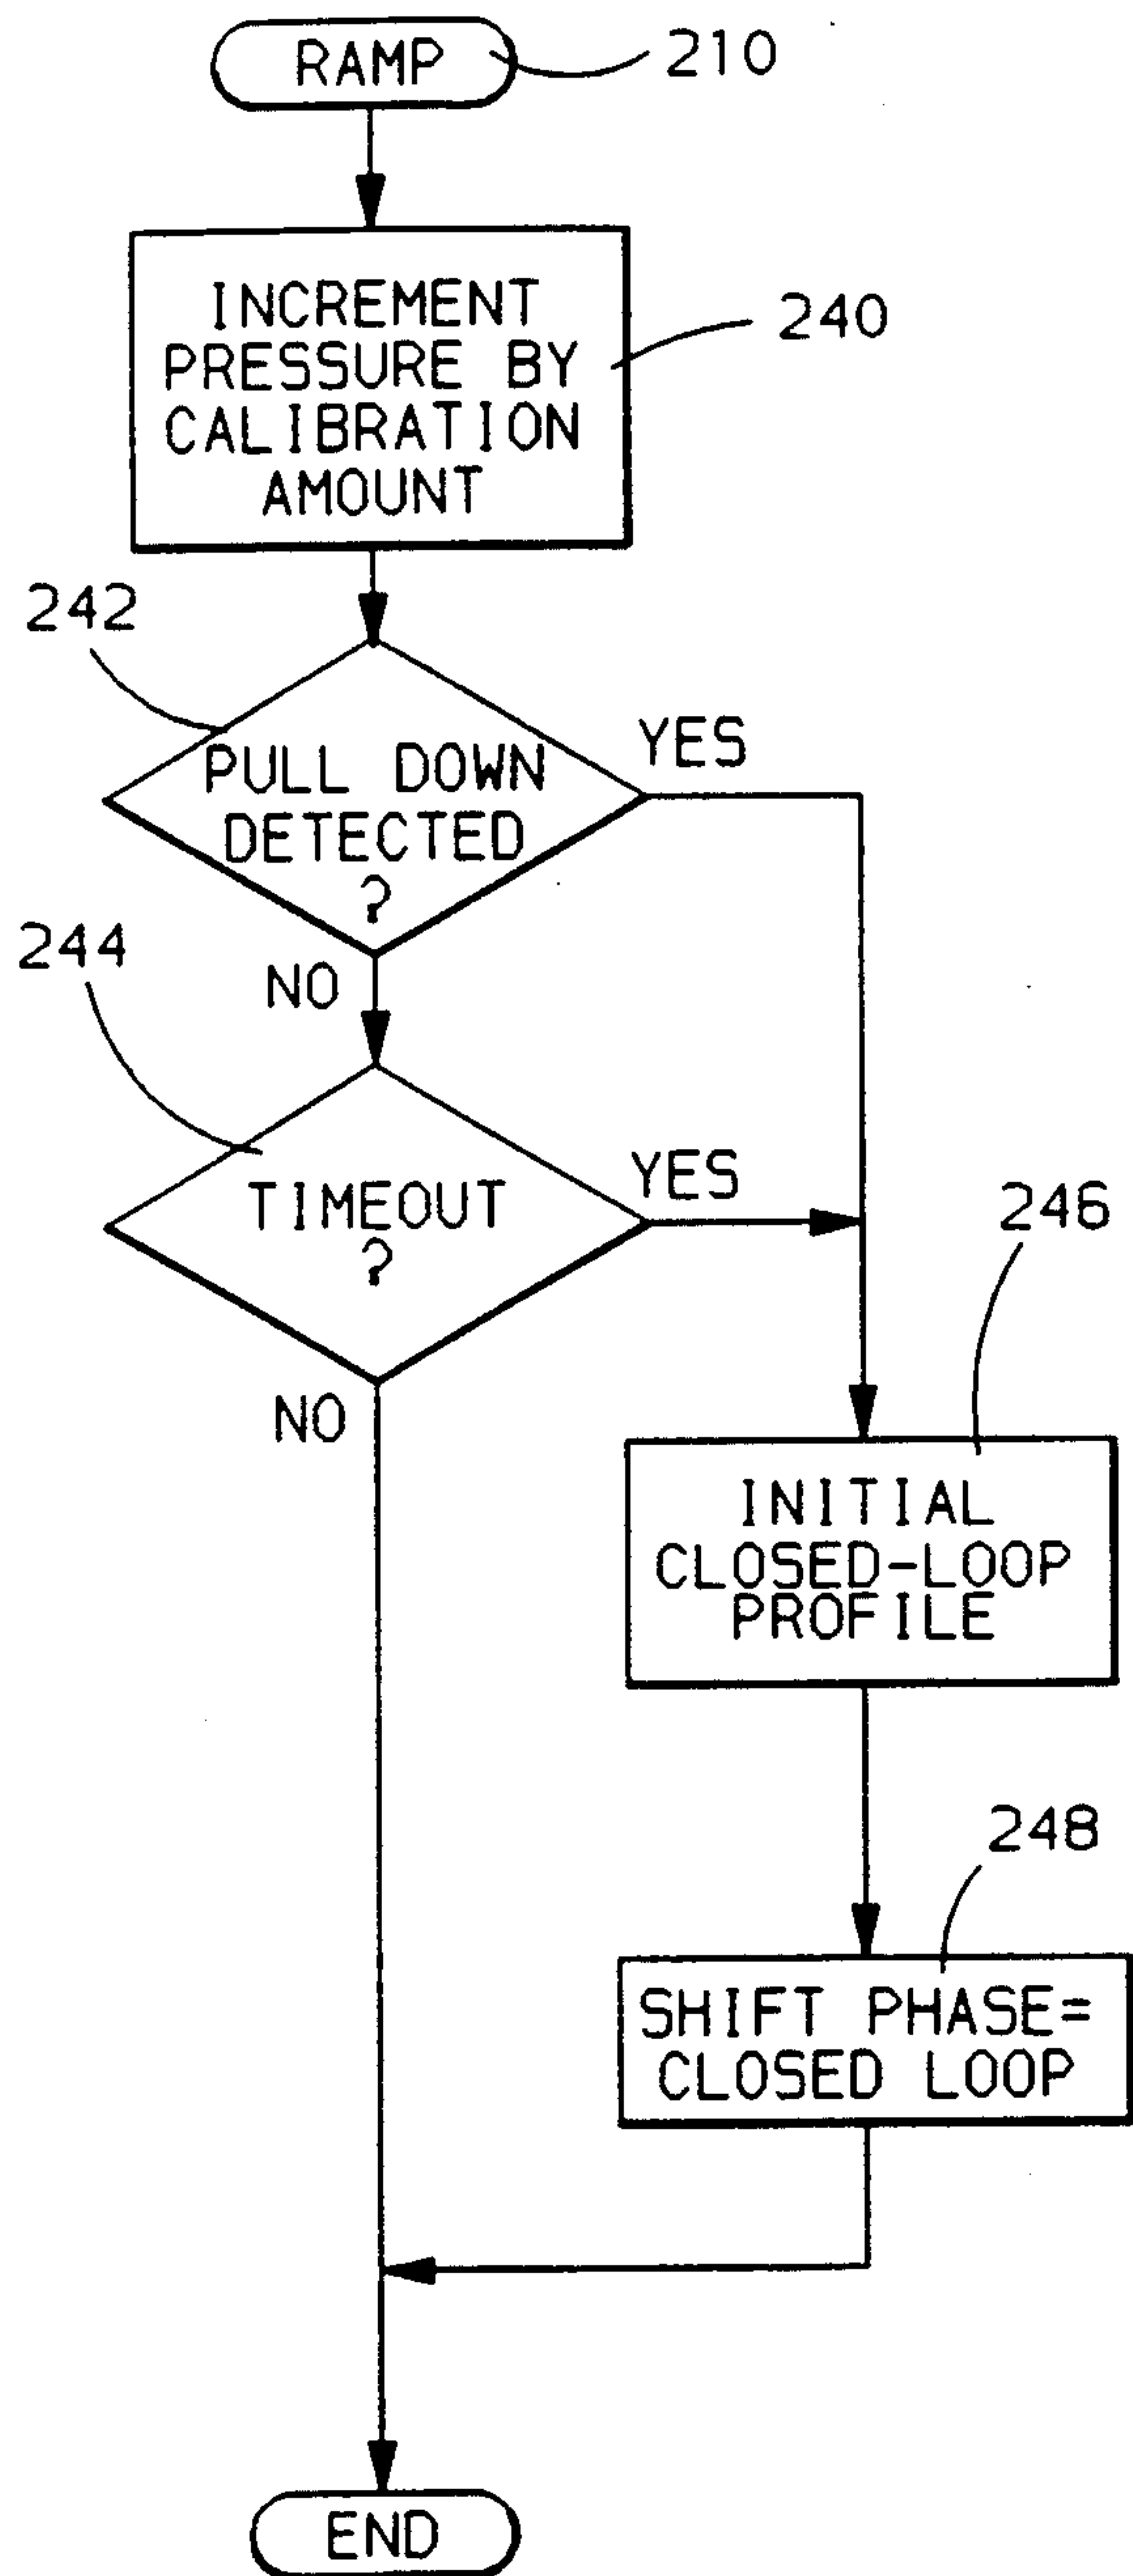 RAMP
210
INCREMENT
PRESSURE BY
CALIBRATION
AMOUNT
240
242
PULL DOWN
DETECTED
?
YES
NO
244
TIMEOUT
?
YES
NO
246
INITIAL
CLOSED-LOOP
PROFILE
248
SHIFT PHASE=
CLOSED LOOP
END